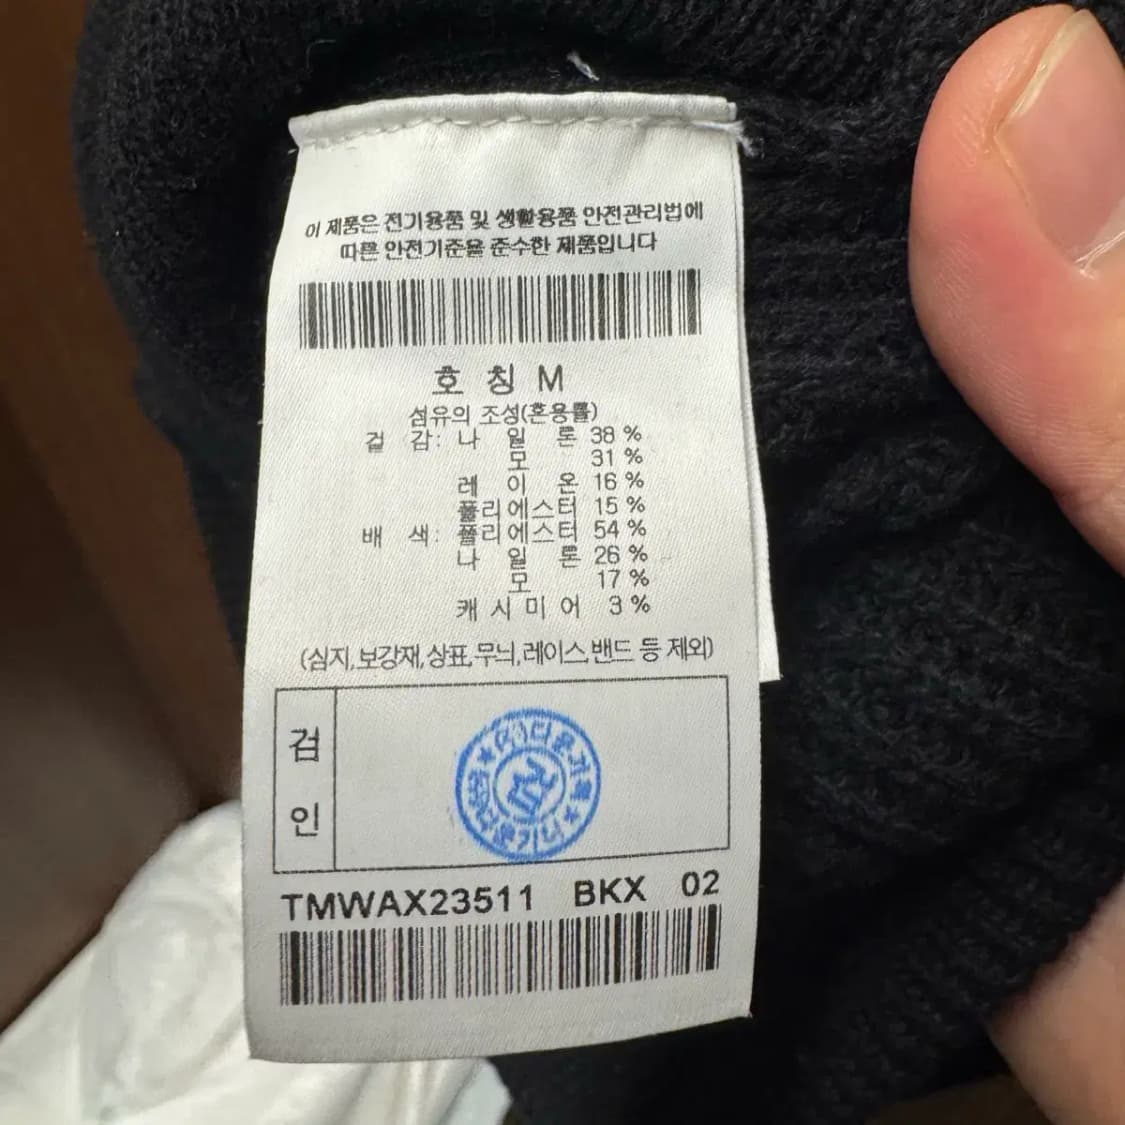 이 제품은 전기용품 및 생활용품 안전관리법에
따른 안전기준을 준수한 제품입니다
호 칭 M
섬유의 조성(혼용률)
겉 감: 나 일 론 38 %
모 31 %
레 이 온 16 %
폴리에스터 15 %
배 색: 폴리에스터 54 %
나 일 론 26 %
모 17 %
캐 시 미 어 3 %
(심지,보강재,상표,무늬,레이스,밴드 등 제외)
검
인
TMWAX23511 BKX 02